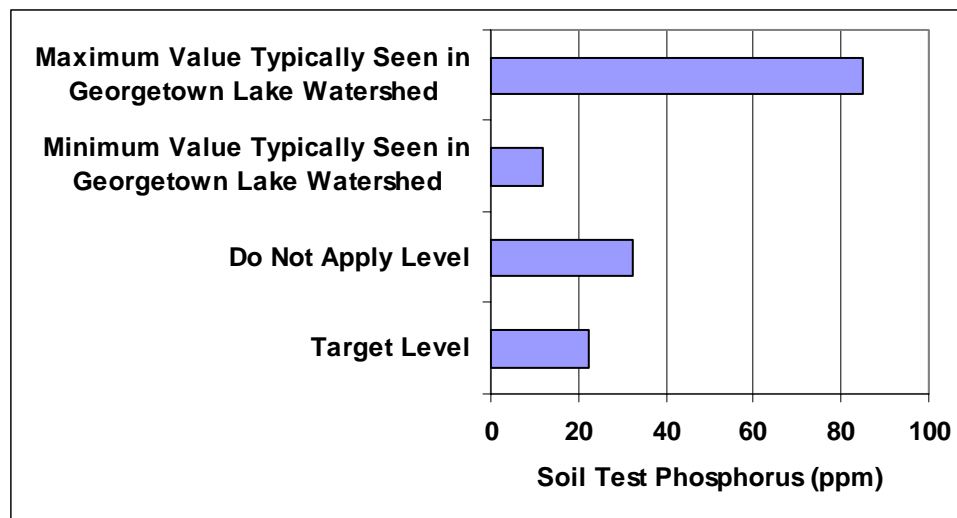 Maximum Value Typically Seen in
Georgetown Lake Watershed
Minimum Value Typically Seen in
Georgetown Lake Watershed
Do Not Apply Level
Target Level
0 20 40 60 80 100
Soil Test Phosphorus (ppm)